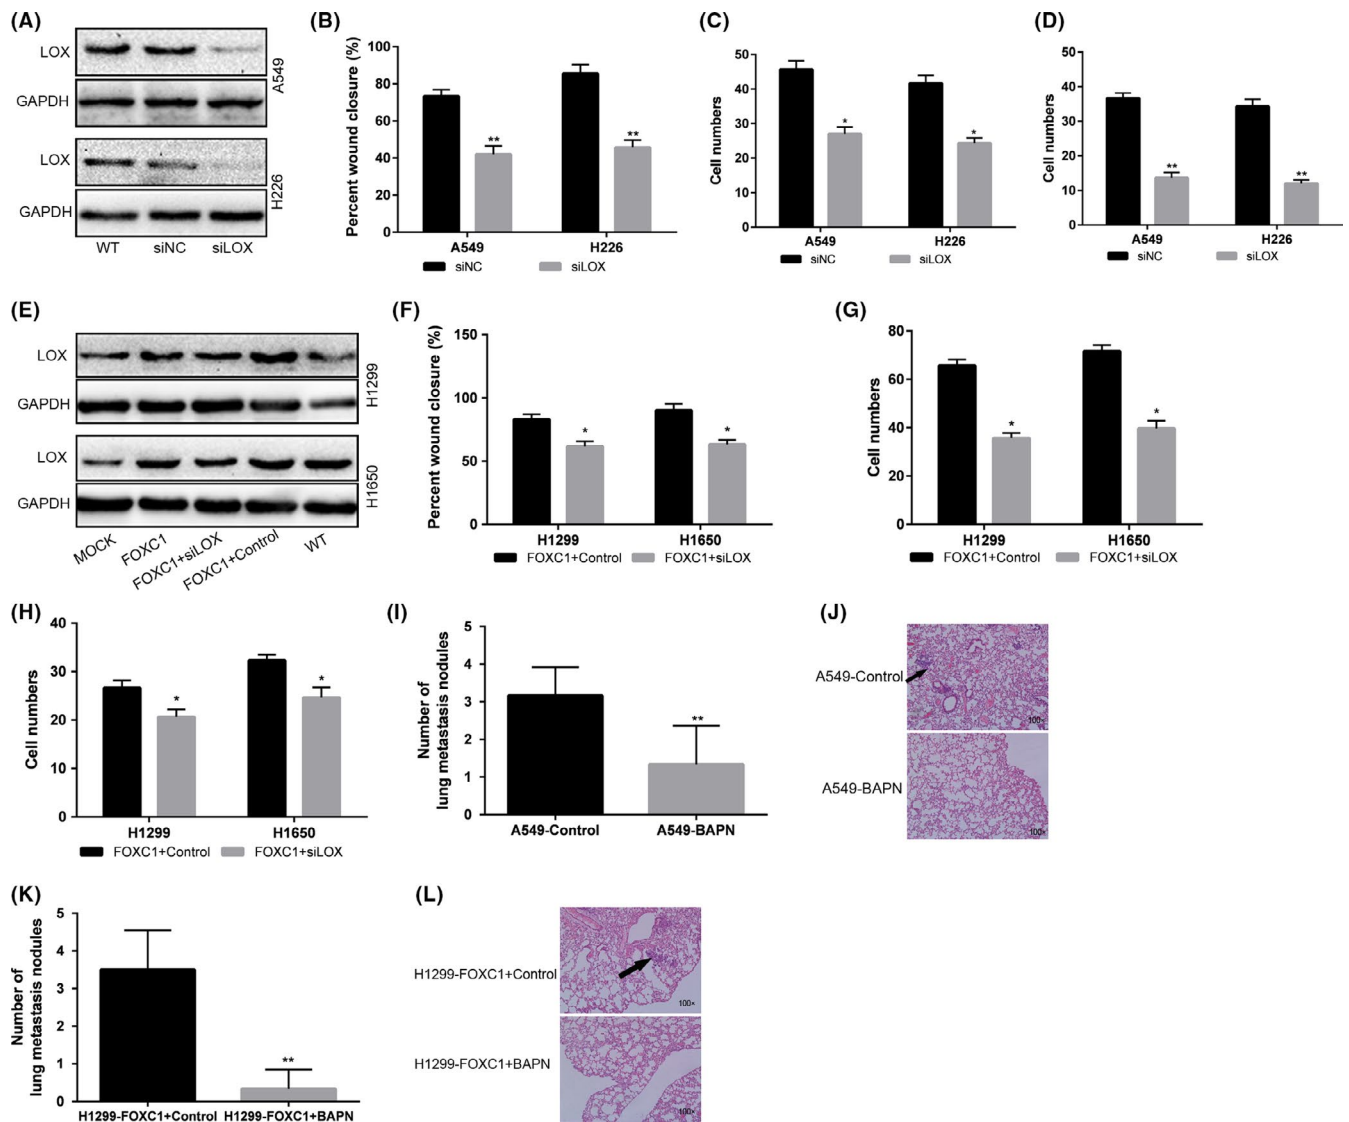 (A)
LOX
GAPDH
A549
LOX
GAPDH
H226
WT siNC siLOX
(B)
Percent wound closure (%)
100
80
60
40
20
0
**
**
A549 H226
siNC siLOX
(C)
Cell numbers
50
40
30
20
10
0
*
*
A549 H226
siNC siLOX
(D)
Cell numbers
50
40
30
20
10
0
**
**
A549 H226
siNC siLOX
(E)
LOX
GAPDH
H1299
LOX
GAPDH
H1650
MOCK FOXC1 FOXC1+siLOX FOXC1+Control WT
(F)
Percent wound closure (%)
150
100
50
0
*
*
H1299 H1650
FOXC1+Control FOXC1+siLOX
(G)
Cell numbers
80
60
40
20
0
*
*
H1299 H1650
FOXC1+Control FOXC1+siLOX
(H)
Cell numbers
40
30
20
10
0
*
*
H1299 H1650
FOXC1+Control FOXC1+siLOX
(I)
Number of
lung metastasis nodules
5
4
3
2
1
0
**
A549-Control A549-BAPN
(J)
A549-Control
100×
A549-BAPN
100×
(K)
Number of
lung metastasis nodules
5
4
3
2
1
0
**
H1299-FOXC1+Control H1299-FOXC1+BAPN
(L)
H1299-FOXC1+Control
100×
H1299-FOXC1+BAPN
100×